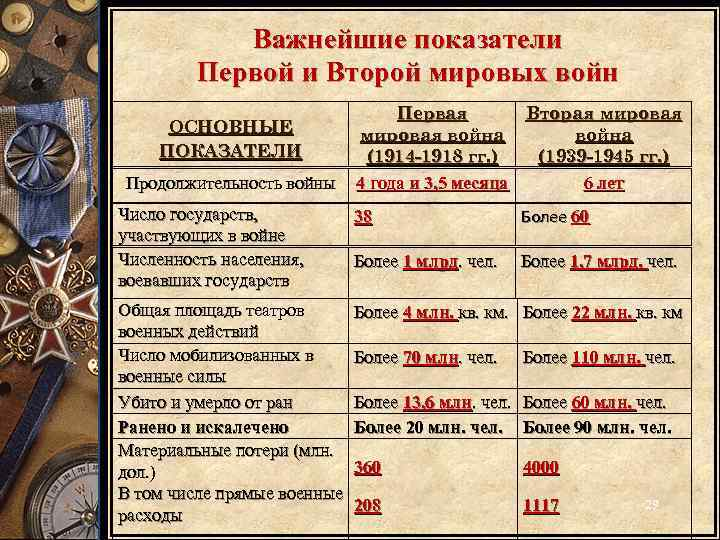 Важнейшие показатели
Первой и Второй мировых войн
ОСНОВНЫЕ
ПОКАЗАТЕЛИ
Первая
мировая война
(1914-1918 гг.)
Вторая мировая
война
(1939-1945 гг.)
Продолжительность войны 4 года и 3,5 месяца 6 лет
Число государств,
участвующих в войне
38 Более 60
Численность населения,
воевавших государств
Более 1 млрд. чел. Более 1,7 млрд. чел.
Общая площадь театров
военных действий
Более 4 млн. кв. км. Более 22 млн. кв. км
Число мобилизованных в
военные силы
Более 70 млн. чел. Более 110 млн. чел.
Убито и умерло от ран Более 13,6 млн. чел. Более 60 млн. чел.
Ранено и искалечено Более 20 млн. чел. Более 90 млн. чел.
Материальные потери (млн.
дол.)
360 4000
В том числе прямые военные
расходы
208 1117
29